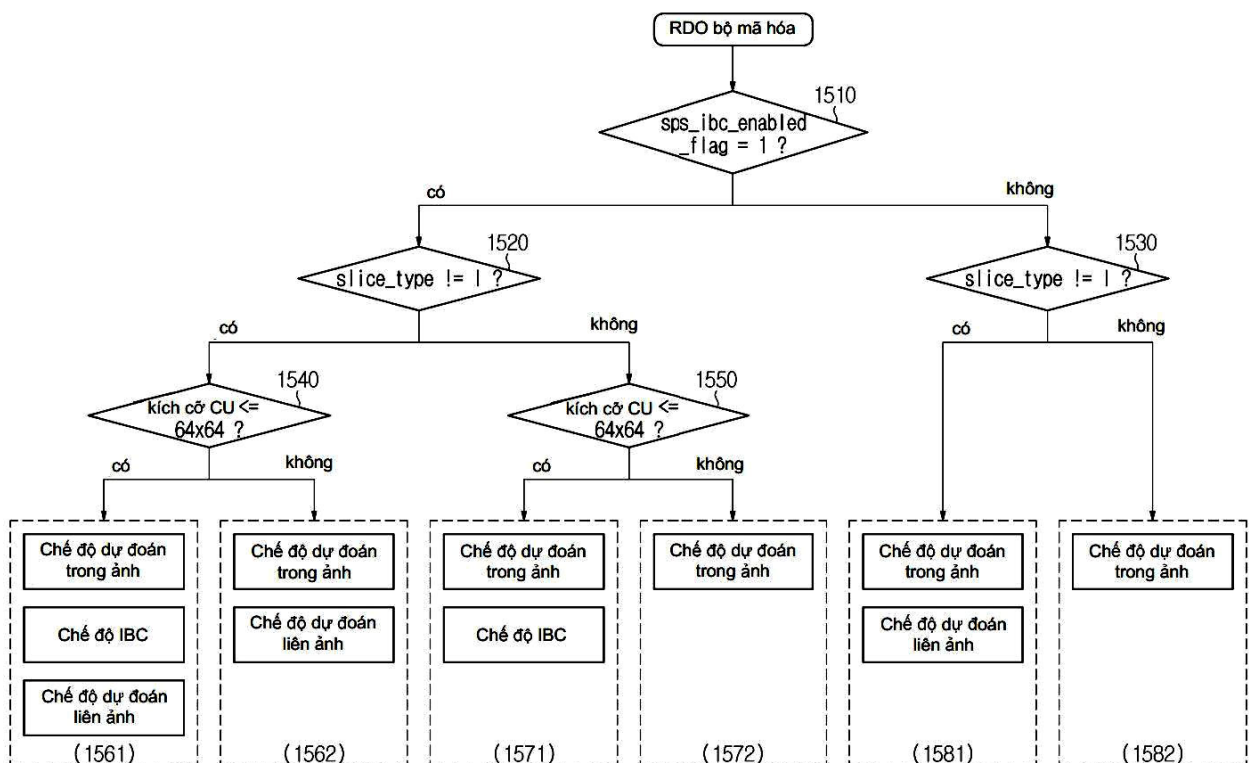 RDO bộ mã hóa
1510
sps_ibc_enabled
_flag = 1 ?
có
không
1520
slice_type != I ?
1530
slice_type != I ?
có
không
có
không
1540
kích cỡ CU <=
64x64 ?
1550
kích cỡ CU <=
64x64 ?
có
không
có
không
Chế độ dự đoán
trong ảnh
Chế độ IBC
Chế độ dự đoán
liên ảnh
(1561)
Chế độ dự đoán
trong ảnh
Chế độ dự đoán
liên ảnh
(1562)
Chế độ dự đoán
trong ảnh
Chế độ IBC
(1571)
Chế độ dự đoán
trong ảnh
(1572)
Chế độ dự đoán
trong ảnh
Chế độ dự đoán
liên ảnh
(1581)
Chế độ dự đoán
trong ảnh
(1582)